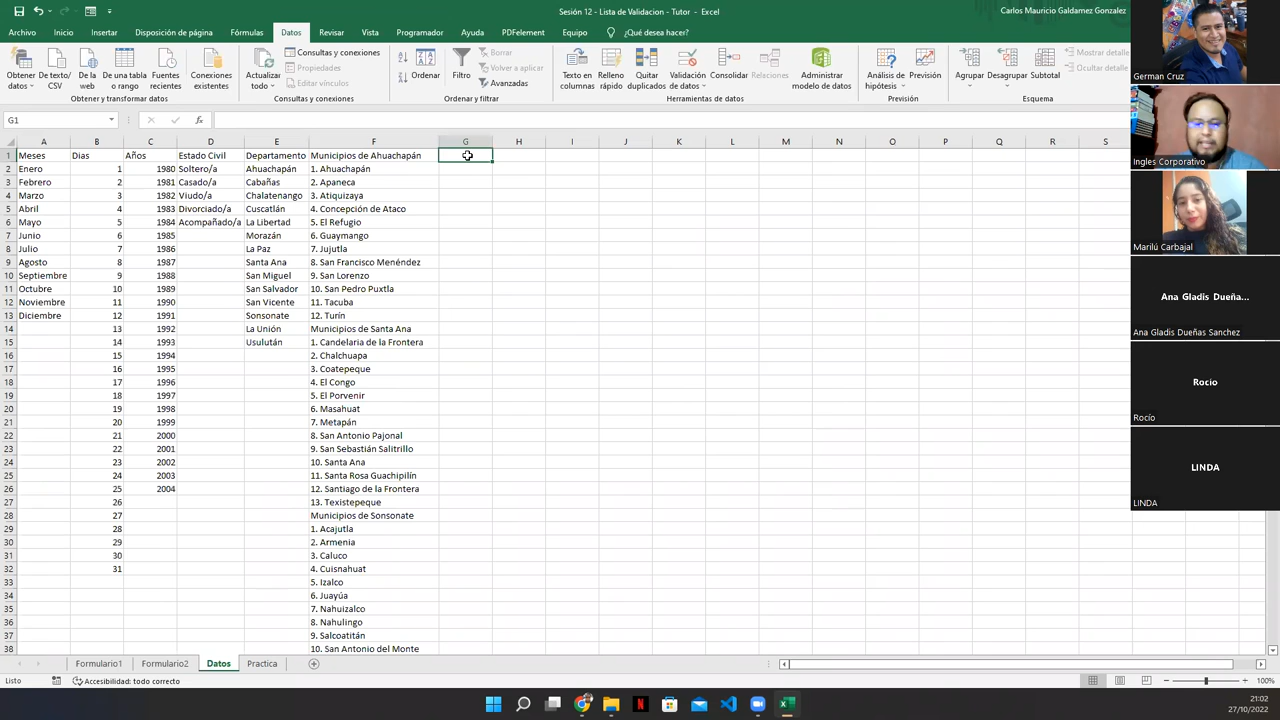 Sesión 12 - Lista de Validacion - Tutor - Excel
Carlos Mauricio Galdamez Gonzalez
Archivo Inicio Insertar Disposición de página Fórmulas Datos Revisar Vista Programador Ayuda PDFelement Equipo ¿Qué desea hacer?
Obtener datos De texto/CSV De la web De una tabla o rango Fuentes recientes Conexiones existentes
Obtener y transformar datos
Actualizar todo Consultas y conexiones
Propiedades
Editar vínculos
Consultas y conexiones
Ordenar Filtro Borrar
Volver a aplicar
Avanzadas
Ordenar y filtrar
Texto en columnas Relleno rápido Quitar duplicados Validación de datos Consolidar Relaciones Administrar modelo de datos
Herramientas de datos
Análisis de hipótesis Previsión
Previsión
Agrupar Desagrupar Subtotal Mostrar detalle
Ocultar detalle
Esquema
G1 fx
A B C D E F G H I J K L M N O P Q R S
1 Meses Dias Años Estado Civil Departamento Municipios de Ahuachapán
2 Enero 1 1980 Soltero/a Ahuachapán 1. Ahuachapán
3 Febrero 2 1981 Casado/a Cabañas 2. Apaneca
4 Marzo 3 1982 Viudo/a Chalatenango 3. Atiquizaya
5 Abril 4 1983 Divorciado/a Cuscatlán 4. Concepción de Ataco
6 Mayo 5 1984 Acompañado/a La Libertad 5. El Refugio
7 Junio 6 1985 Morazán 6. Guaymango
8 Julio 7 1986 La Paz 7. Jujutla
9 Agosto 8 1987 Santa Ana 8. San Francisco Menéndez
10 Septiembre 9 1988 San Miguel 9. San Lorenzo
11 Octubre 10 1989 San Salvador 10. San Pedro Puxtla
12 Noviembre 11 1990 San Vicente 11. Tacuba
13 Diciembre 12 1991 Sonsonate 12. Turín
14 13 1992 La Unión Municipios de Santa Ana
15 14 1993 Usulután 1. Candelaria de la Frontera
16 15 1994 2. Chalchuapa
17 16 1995 3. Coatepeque
18 17 1996 4. El Congo
19 18 1997 5. El Porvenir
20 19 1998 6. Masahuat
21 20 1999 7. Metapán
22 21 2000 8. San Antonio Pajonal
23 22 2001 9. San Sebastián Salitrillo
24 23 2002 10. Santa Ana
25 24 2003 11. Santa Rosa Guachipilín
26 25 2004 12. Santiago de la Frontera
27 26 13. Texistepeque
28 27 Municipios de Sonsonate
29 28 1. Acajutla
30 29 2. Armenia
31 30 3. Caluco
32 31 4. Cuisnahuat
33 5. Izalco
34 6. Juayúa
35 7. Nahuizalco
36 8. Nahulingo
37 9. Salcoatitán
38 10. San Antonio del Monte
Formulario1 Formulario2 Datos Practica
Listo Accesibilidad: todo correcto 100%
21:02
27/10/2022
German Cruz
Ingles Corporativo
Marilú Carbajal
Ana Gladis Dueña...
Ana Gladis Dueñas Sanchez
Rocio
Rocío
LINDA
LINDA